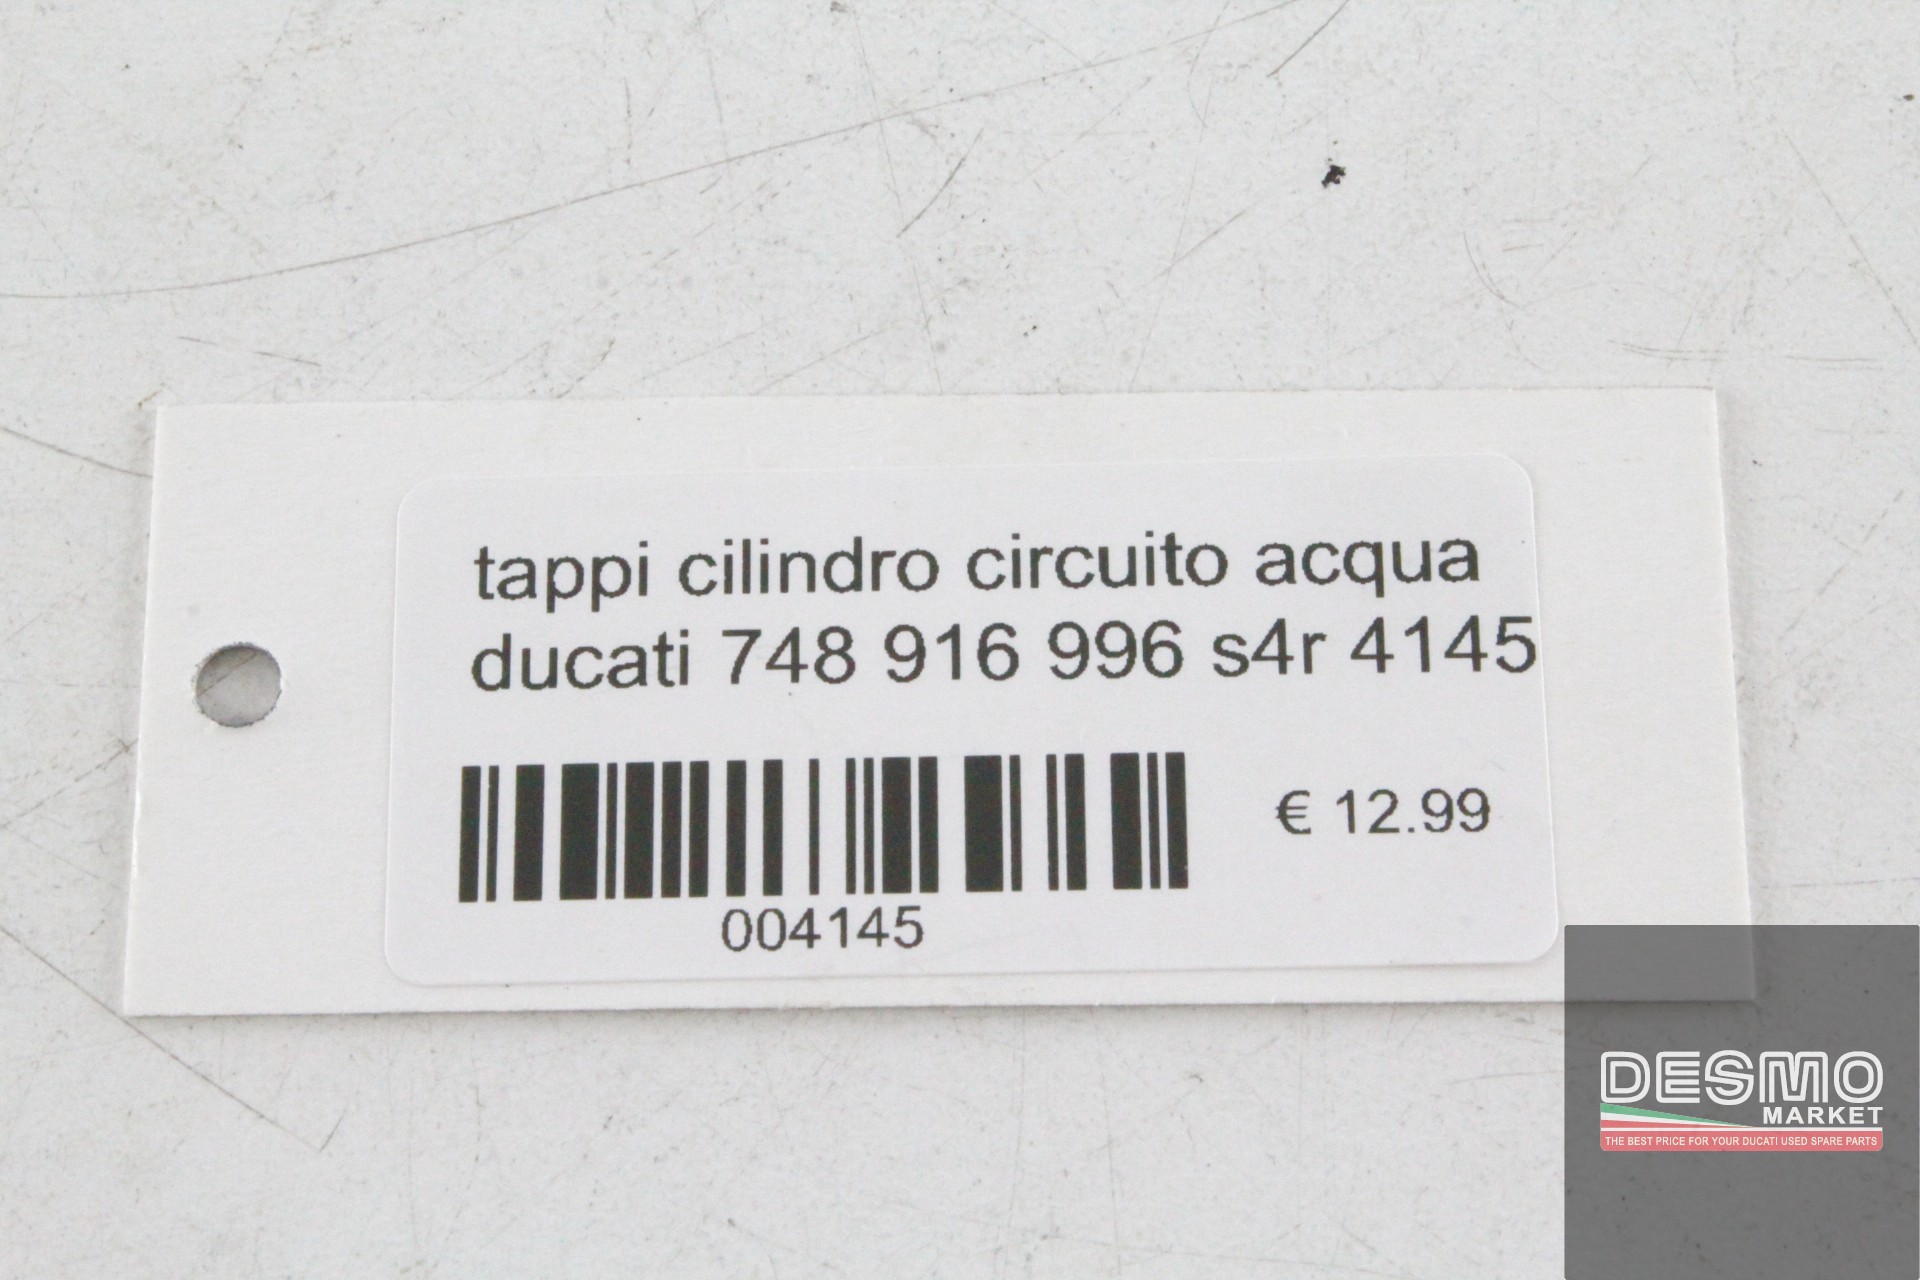 tappi cilindro circuito acqua
ducati 748 916 996 s4r 4145
€ 12.99
004145
DESMO
MARKET
THE BEST PRICE FOR YOUR DUCATI USED SPARE PARTS